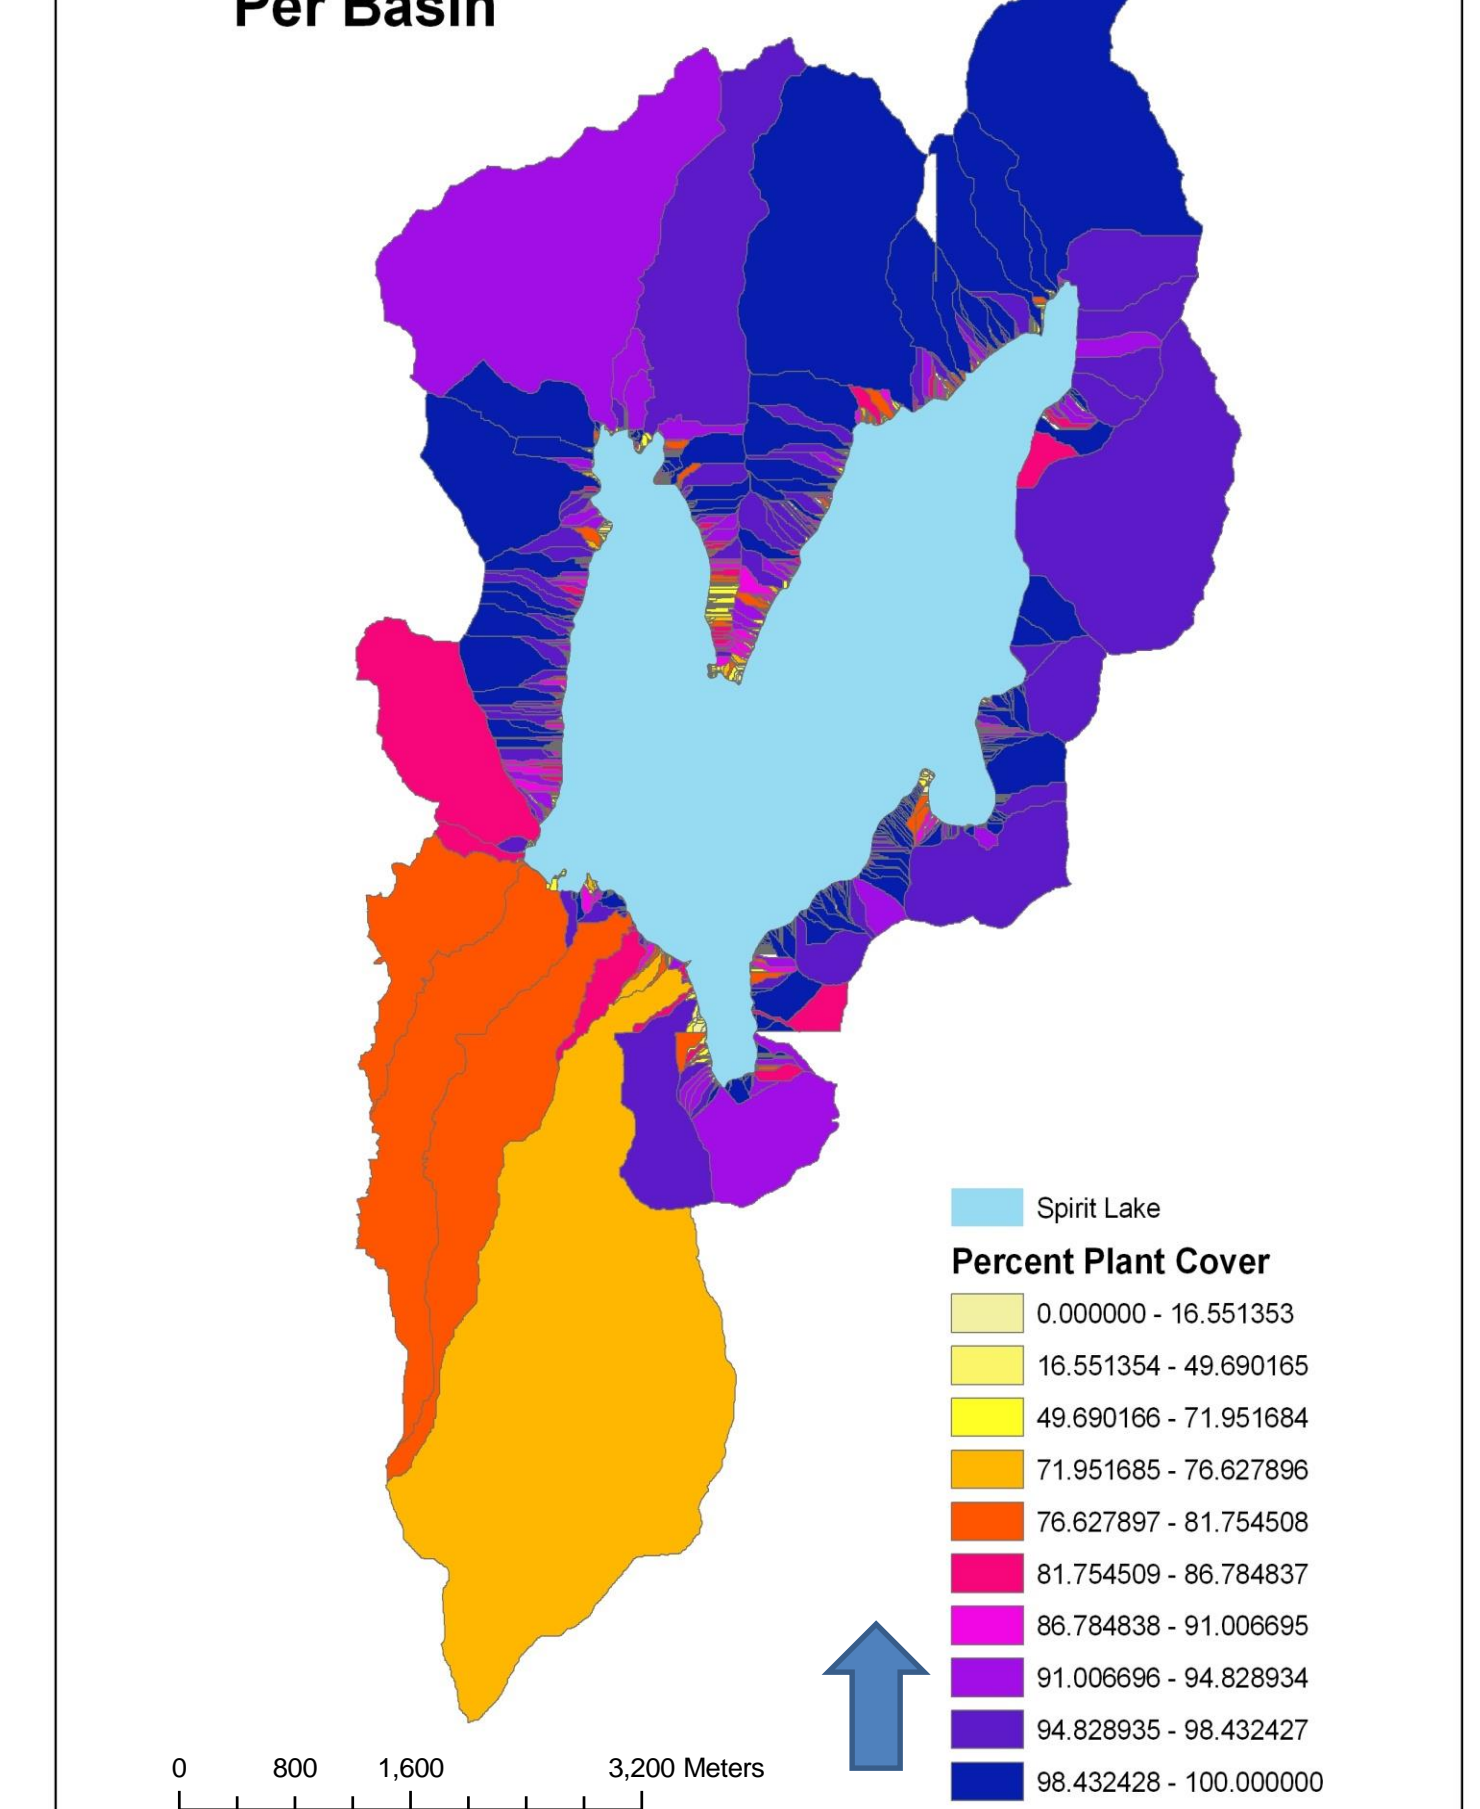 Per Basin
Spirit Lake
Percent Plant Cover
0.000000 - 16.551353
16.551354 - 49.690165
49.690166 - 71.951684
71.951685 - 76.627896
76.627897 - 81.754508
81.754509 - 86.784837
86.784838 - 91.006695
91.006696 - 94.828934
94.828935 - 98.432427
98.432428 - 100.000000
0 800 1,600 3,200 Meters